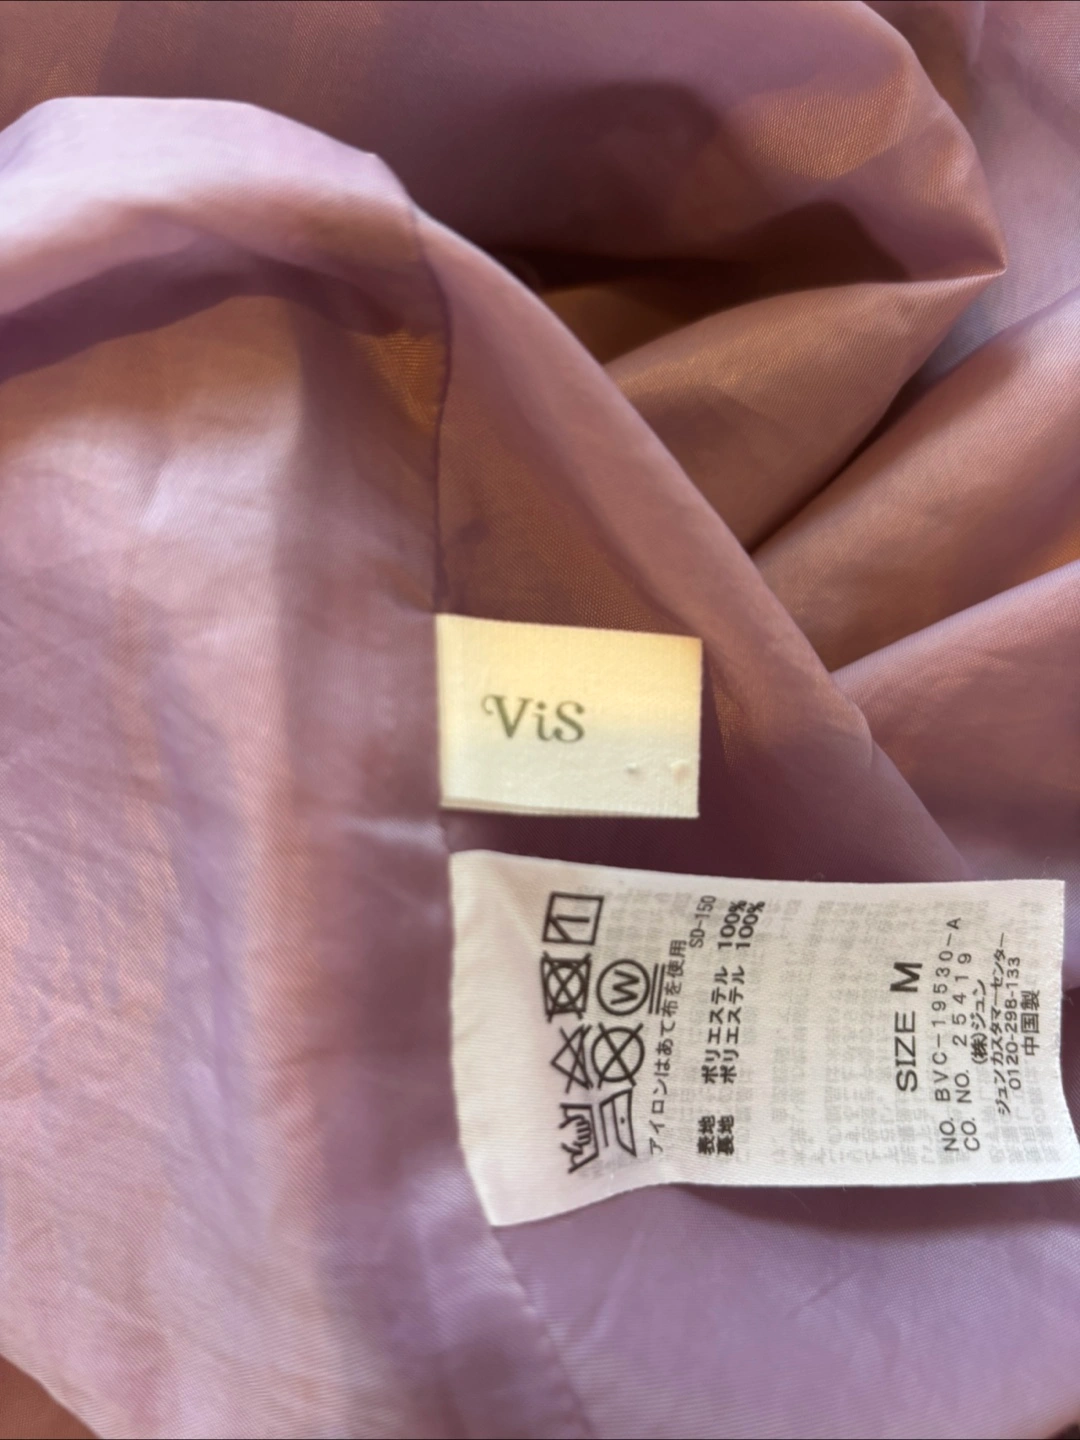 ViS
アイロンはあて布を使用
SD-150
表地 ポリエステル 100%
裏地 ポリエステル 100%
SIZE M
NO. BVC-19530-A
CO. NO. 25419
(株)ジュン
ジュンカスタマーセンター
0120-298-133
中国製